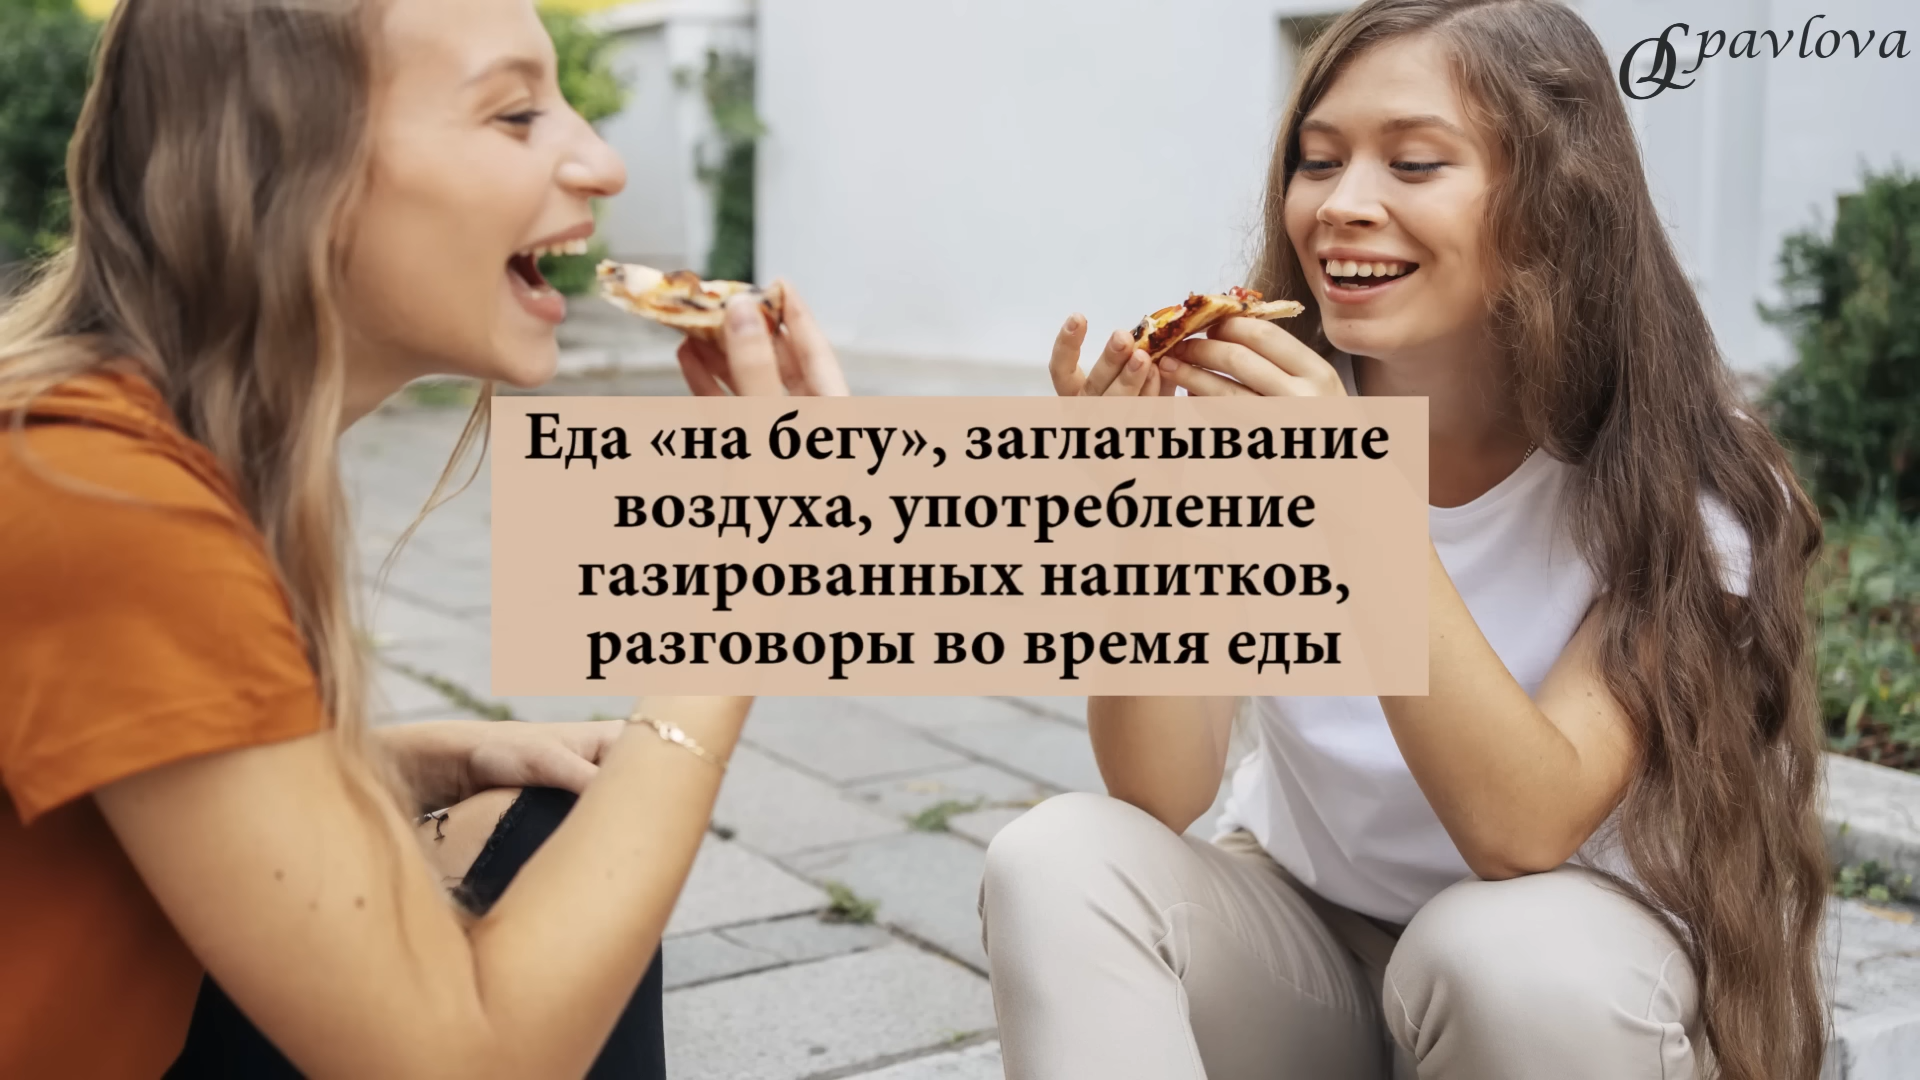 pavlova
Еда «на бегу», заглатывание
воздуха, употребление
газированных напитков,
разговоры во время еды